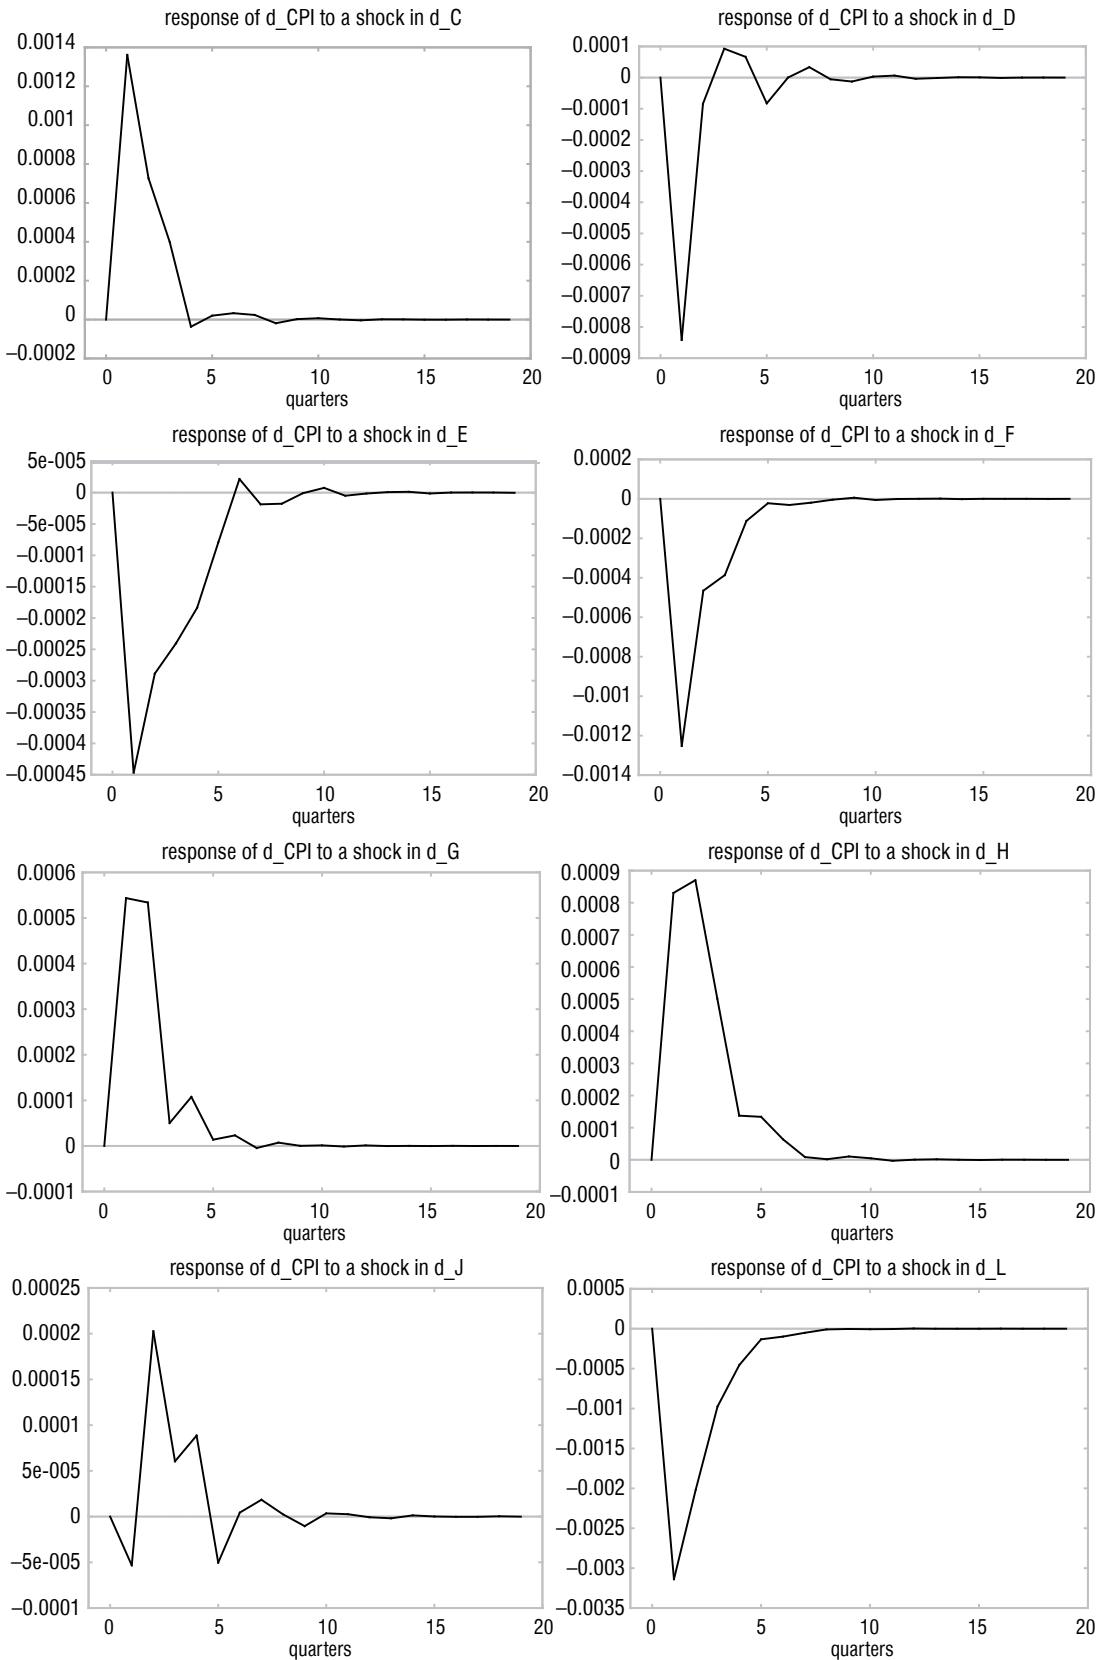 response of d_CPI to a shock in d_C
0.0014
0.0012
0.001
0.0008
0.0006
0.0004
0.0002
0
–0.0002
0 5 10 15 20
quarters
response of d_CPI to a shock in d_D
0.0001
0
–0.0001
–0.0002
–0.0003
–0.0004
–0.0005
–0.0006
–0.0007
–0.0008
–0.0009
0 5 10 15 20
quarters
response of d_CPI to a shock in d_E
5e-005
0
–5e-005
–0.0001
–0.00015
–0.0002
–0.00025
–0.0003
–0.00035
–0.0004
–0.00045
0 5 10 15 20
quarters
response of d_CPI to a shock in d_F
0.0002
0
–0.0002
–0.0004
–0.0006
–0.0008
–0.001
–0.0012
–0.0014
0 5 10 15 20
quarters
response of d_CPI to a shock in d_G
0.0006
0.0005
0.0004
0.0003
0.0002
0.0001
0
–0.0001
0 5 10 15 20
quarters
response of d_CPI to a shock in d_H
0.0009
0.0008
0.0007
0.0006
0.0005
0.0004
0.0003
0.0002
0.0001
0
–0.0001
0 5 10 15 20
quarters
response of d_CPI to a shock in d_J
0.00025
0.0002
0.00015
0.0001
5e-005
0
–5e-005
–0.0001
0 5 10 15 20
quarters
response of d_CPI to a shock in d_L
0.0005
0
–0.0005
–0.001
–0.0015
–0.002
–0.0025
–0.003
–0.0035
0 5 10 15 20
quarters